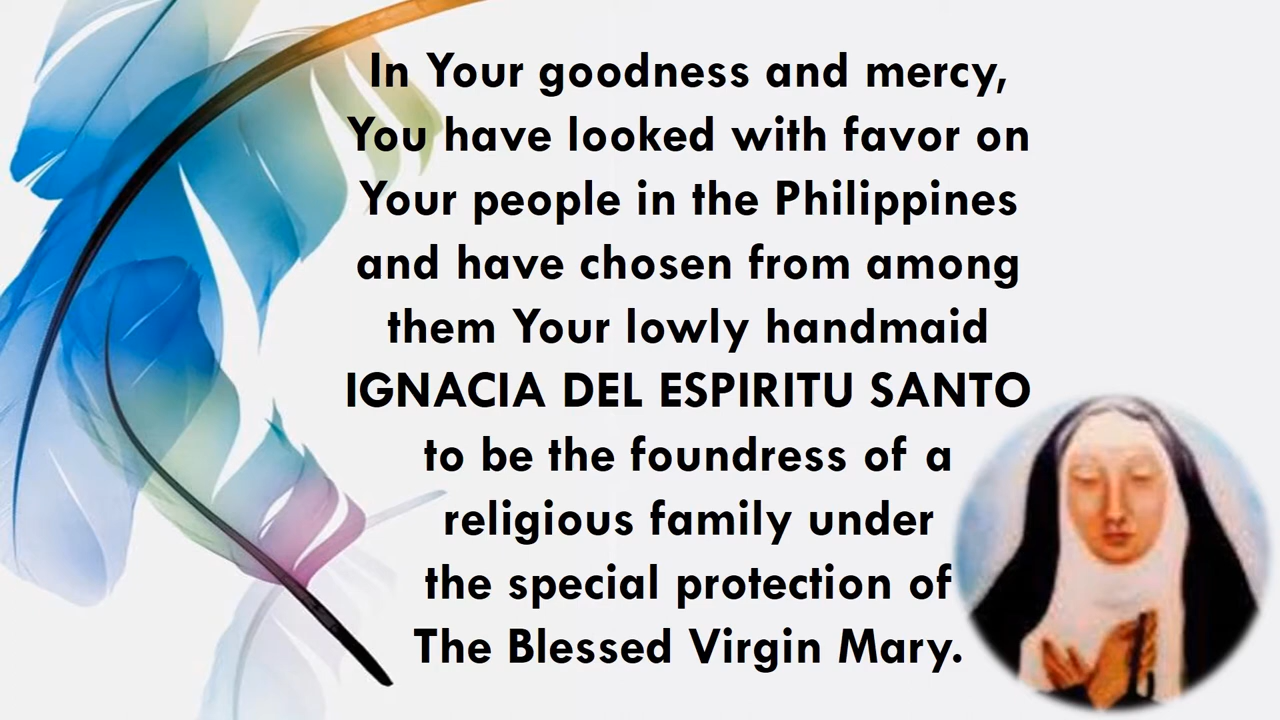 In Your goodness and mercy,
You have looked with favor on
Your people in the Philippines
and have chosen from among
them Your lowly handmaid
IGNACIA DEL ESPIRITU SANTO
to be the foundress of a
religious family under
the special protection of
The Blessed Virgin Mary.